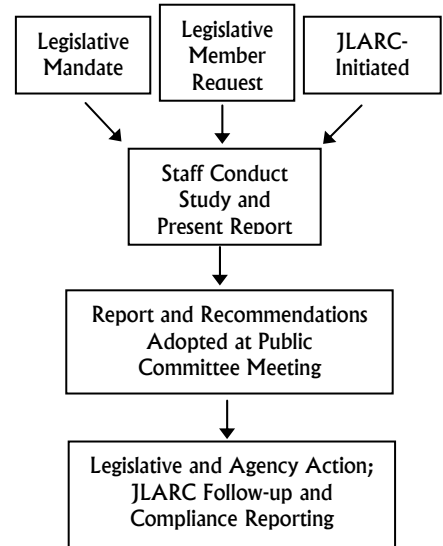 Legislative
Mandate
Legislative
Member
Request
JLARC-
Initiated
Staff Conduct
Study and
Present Report
Report and Recommendations
Adopted at Public
Committee Meeting
Legislative and Agency Action;
JLARC Follow-up and
Compliance Reporting